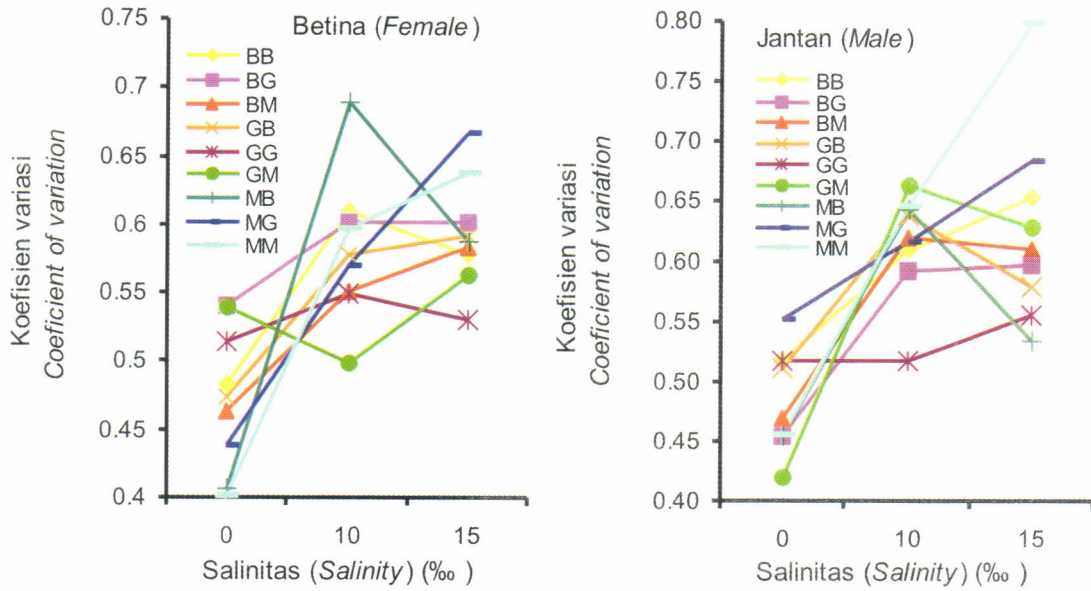 Betina (Female)
Koefisien variasi
Coeficient of variation
0.75
0.7
0.65
0.6
0.55
0.5
0.45
0.4
BB
BG
BM
GB
GG
GM
MB
MG
MM
0
10
15
Salinitas (Salinity) (‰ )
Jantan (Male)
Koefisien variasi
Coeficient of variation
0.80
0.75
0.70
0.65
0.60
0.55
0.50
0.45
0.40
BB
BG
BM
GB
GG
GM
MB
MG
MM
0
10
15
Salinitas (Salinity) (‰ )